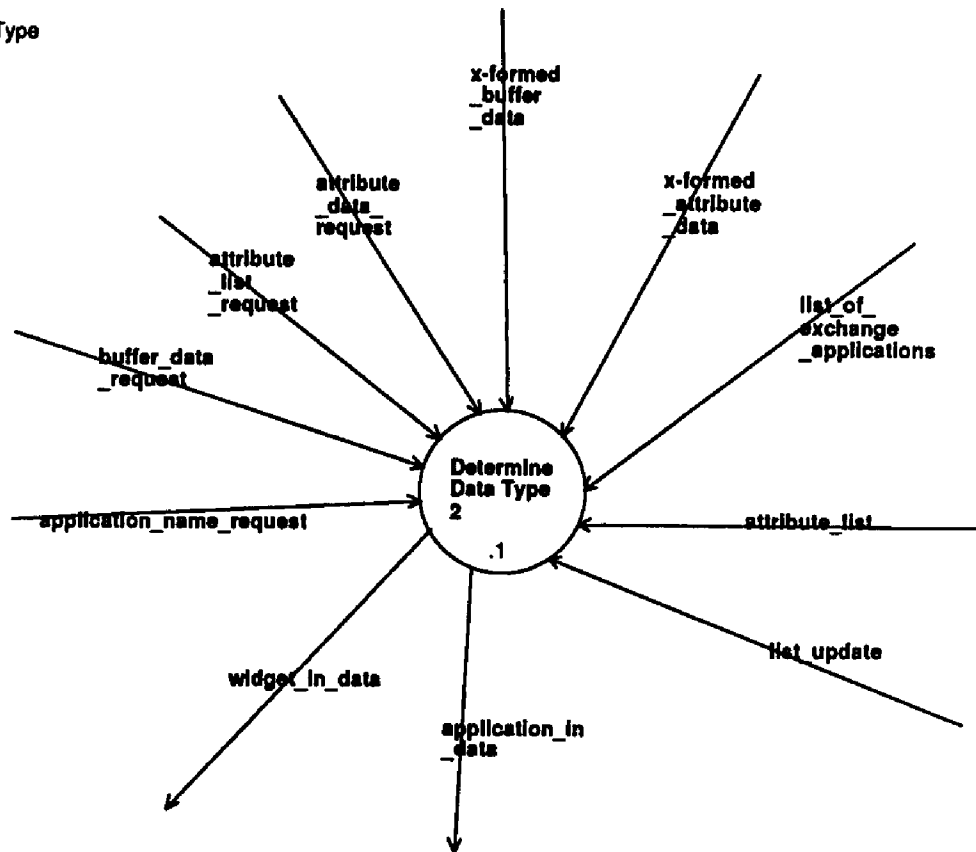 Type
x-formed
_buffer
_data
attribute
_data_
request
x-formed
_attribute
_data
attribute
_list
_request
list_of_
exchange
_applications
buffer_data
_request
Determine
Data Type
2
.1
application_name_request
attribute_list
list_update
widget_in_data
application_in
_data